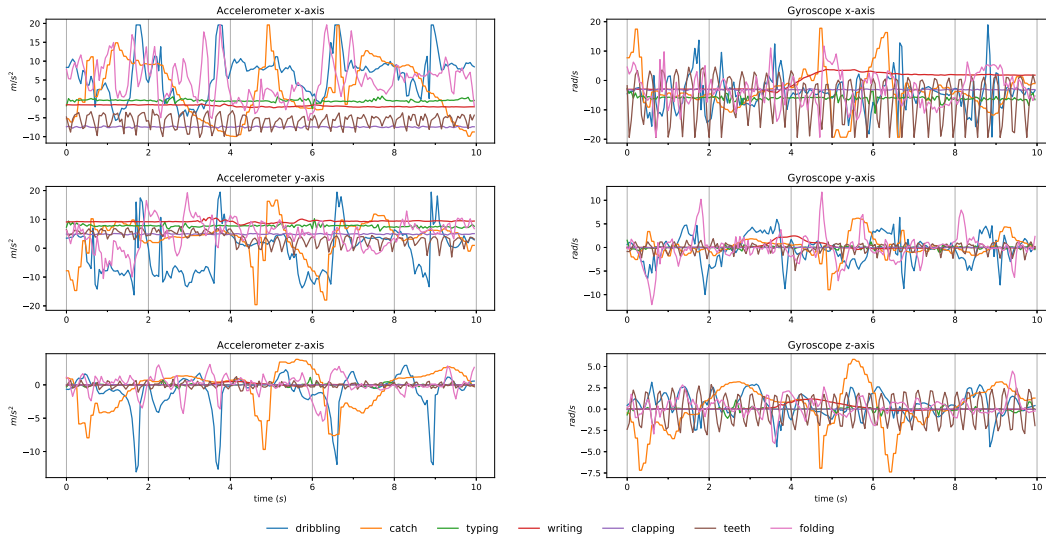 Accelerometer x-axis
20
15
10
5
0
−5
−10
m/s²
0 2 4 6 8 10
Gyroscope x-axis
20
10
0
−10
−20
rad/s
0 2 4 6 8 10
Accelerometer y-axis
20
10
0
−10
−20
m/s²
0 2 4 6 8 10
Gyroscope y-axis
10
5
0
−5
−10
rad/s
0 2 4 6 8 10
Accelerometer z-axis
0
−5
−10
m/s²
0 2 4 6 8 10
time (s)
Gyroscope z-axis
5.0
2.5
0.0
−2.5
−5.0
−7.5
rad/s
0 2 4 6 8 10
time (s)
dribbling catch typing writing clapping teeth folding